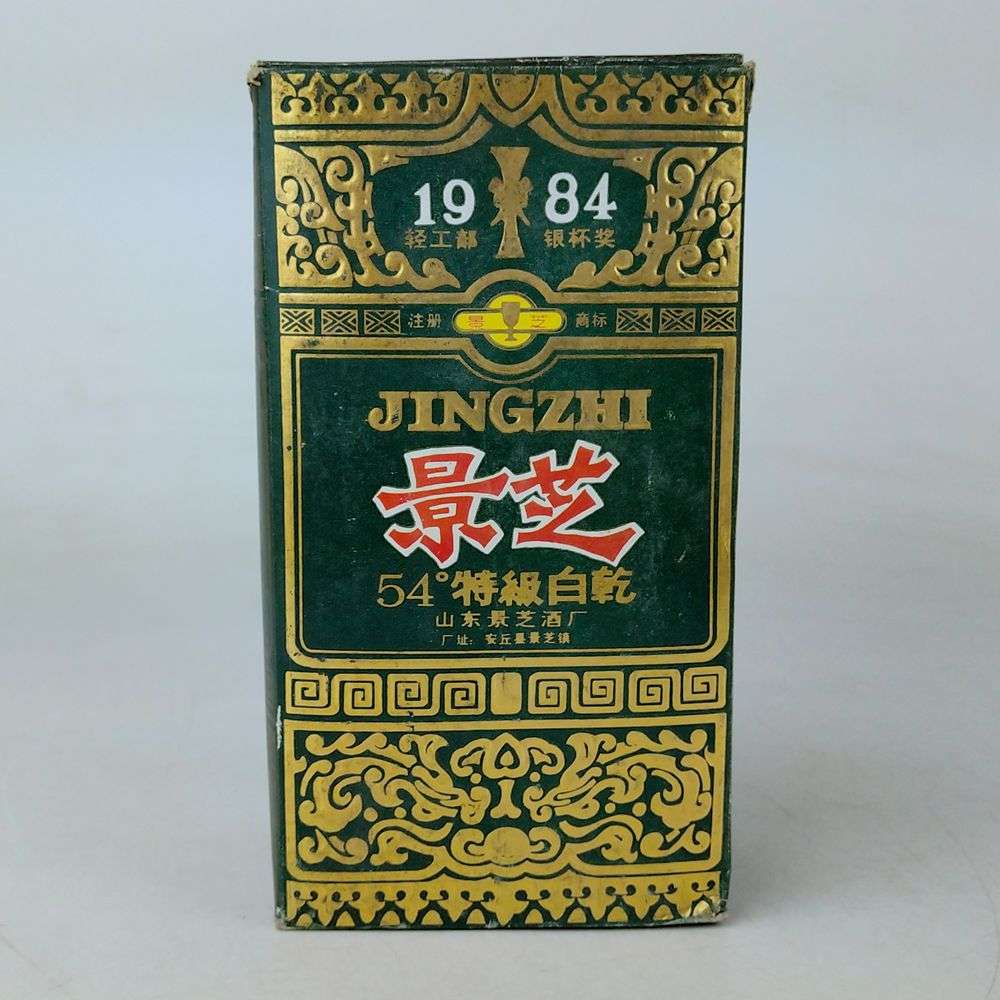 19 84
轻工部 银杯奖
注册 景芝 商标
JINGZHI
景芝
54°特级白乾
山东景芝酒厂
厂址:安丘县景芝镇